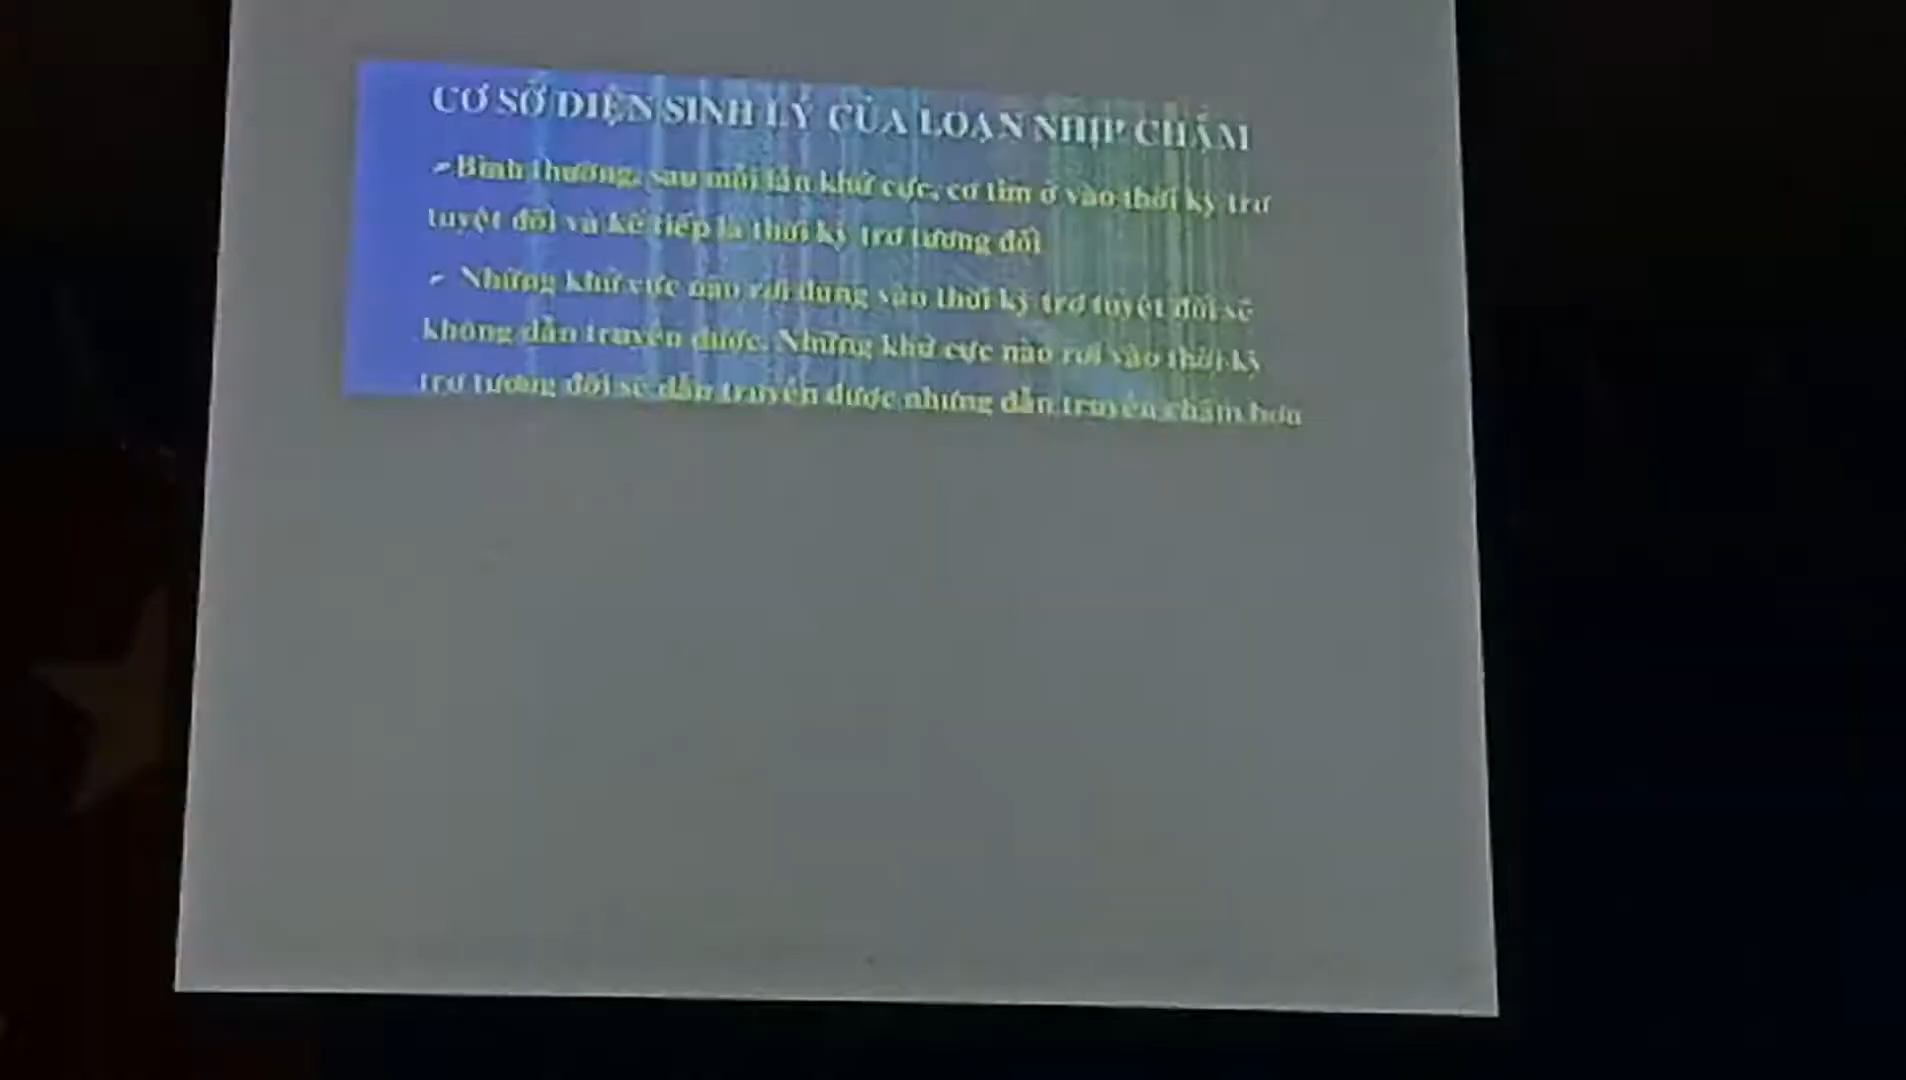 CƠ SỞ ĐIỆN SINH LÝ CỦA LOẠN NHỊP CHẬM
➢Bình thường, sau mỗi lần khử cực, cơ tim ở vào thời kỳ trơ
tuyệt đối và kế tiếp là thời kỳ trơ tương đối
➢ Những khử cực nào rơi đúng vào thời kỳ trơ tuyệt đối sẽ
không dẫn truyền được. Những khử cực nào rơi vào thời kỳ
trơ tương đối sẽ dẫn truyền được nhưng dẫn truyền chậm hơn